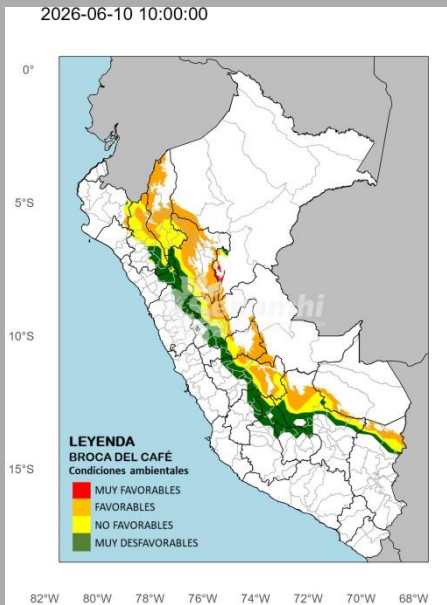 2026-06-10 10:00:00
0°
5°S
10°S
15°S
LEYENDA
BROCA DEL CAFÉ
Condiciones ambientales
MUY FAVORABLES
FAVORABLES
NO FAVORABLES
MUY DESFAVORABLES
82°W 80°W 78°W 76°W 74°W 72°W 70°W 68°W